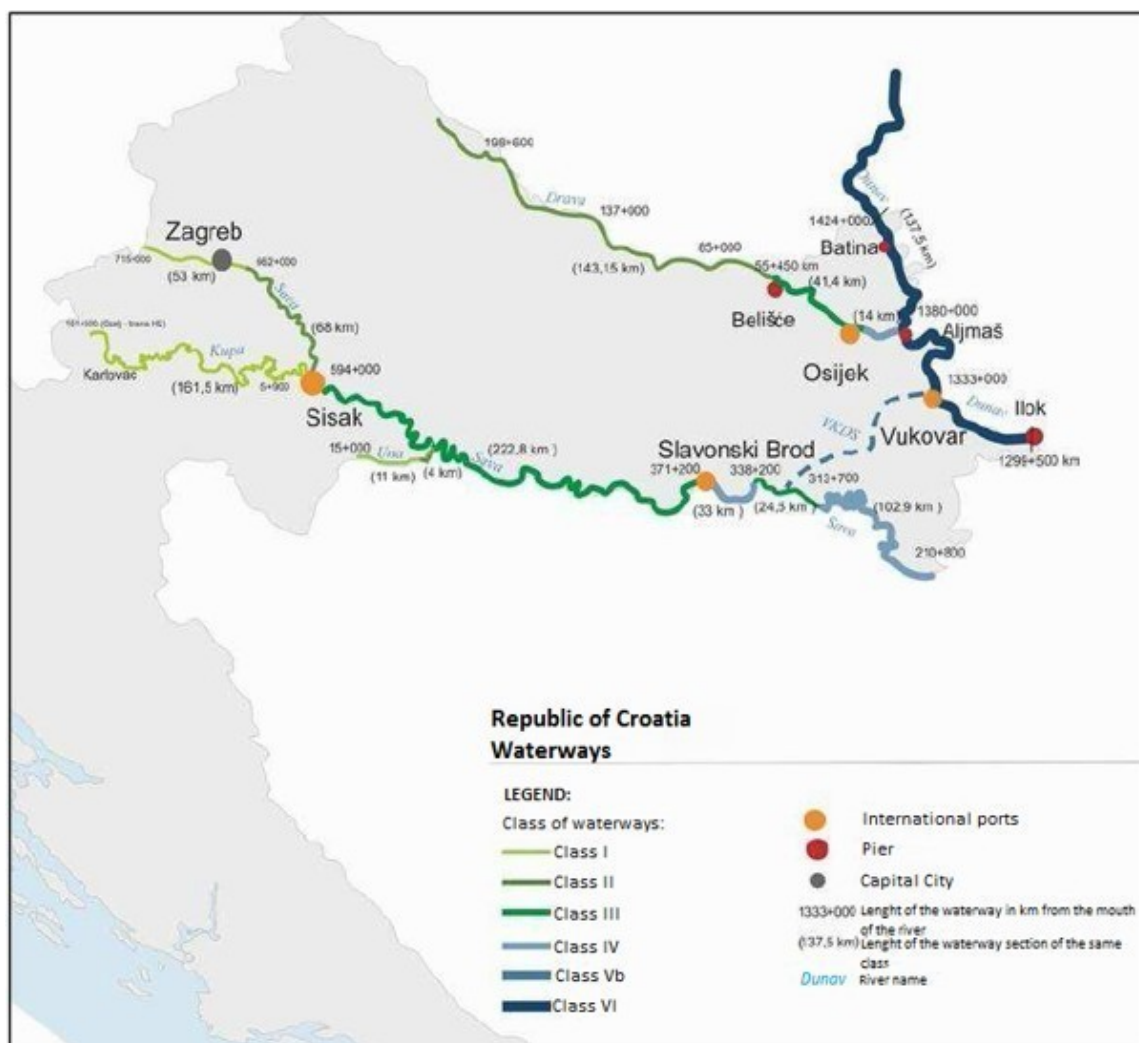 198+600
Drava
137+000
Dunav
1424+000
(137,5 km)
Zagreb
Batina
715+000
(53 km)
662+000
Sava
65+000
(143,15 km)
55+450 km
(41,4 km)
Belišće
(14 km)
1380+000
Aljmaš
Osijek
(68 km)
Kupa
Karlovac
(161,5 km)
5+900
594+000
Sisak
1333+000
Dunav
Ilok
Vukovar
1295+500 km
VKDS
15+000
Una
(11 km)
(4 km)
Sava
(222,8 km)
Slavonski Brod
371+200
338+200
313+700
(33 km)
(24,5 km)
(102,9 km)
Sava
210+800
Republic of Croatia
Waterways
LEGEND:
Class of waterways:
Class I
Class II
Class III
Class IV
Class Vb
Class VI
International ports
Pier
Capital City
1333+000 Lenght of the waterway in km from the mouth
of the river
(137,5 km) Lenght of the waterway section of the same
class
Dunav River name